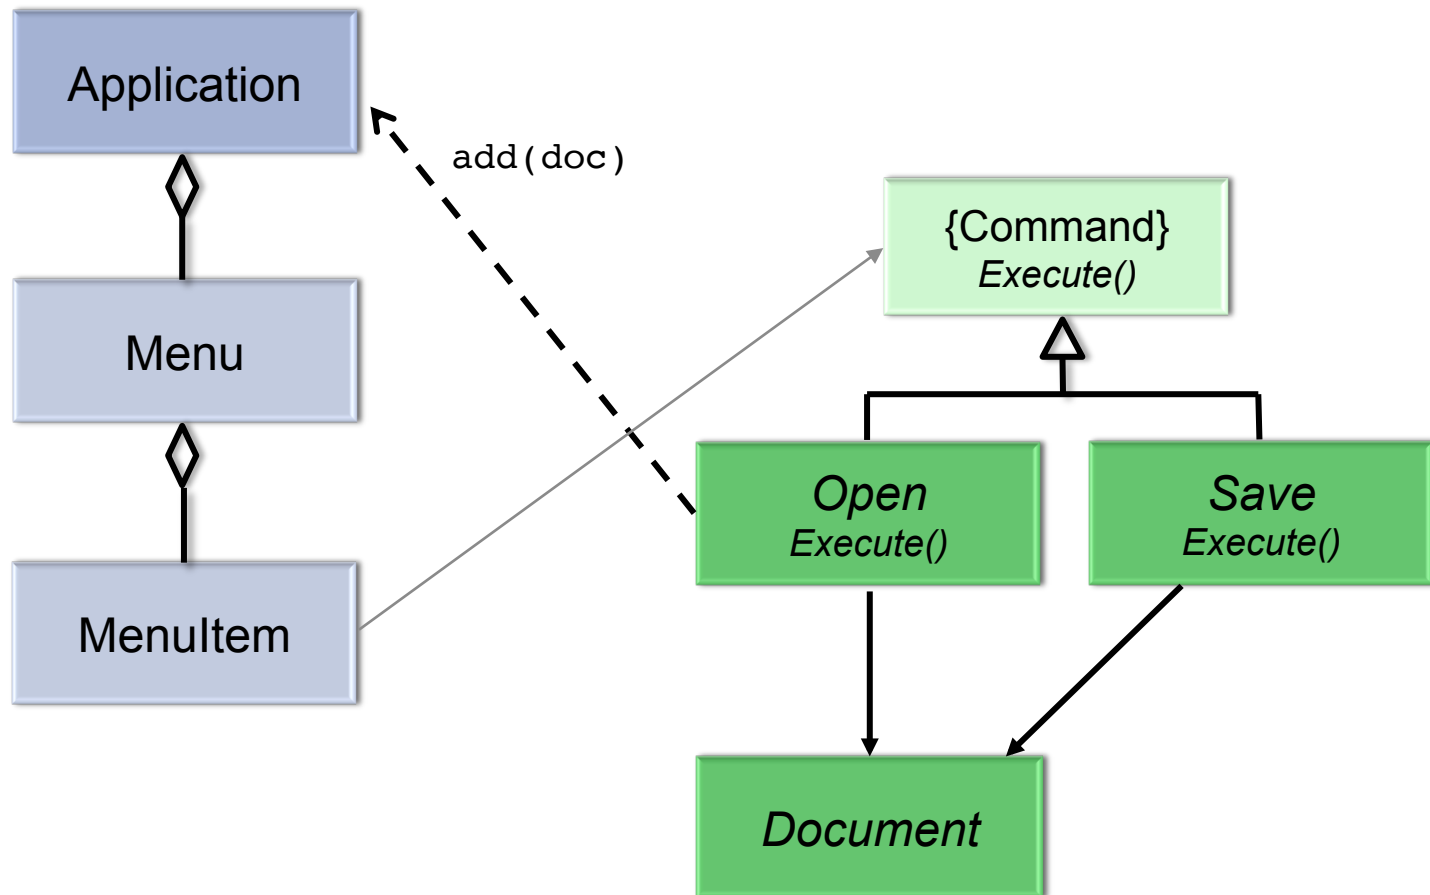 Application
add(doc)
{Command}
Execute()
Menu
Open
Execute()
Save
Execute()
MenuItem
Document